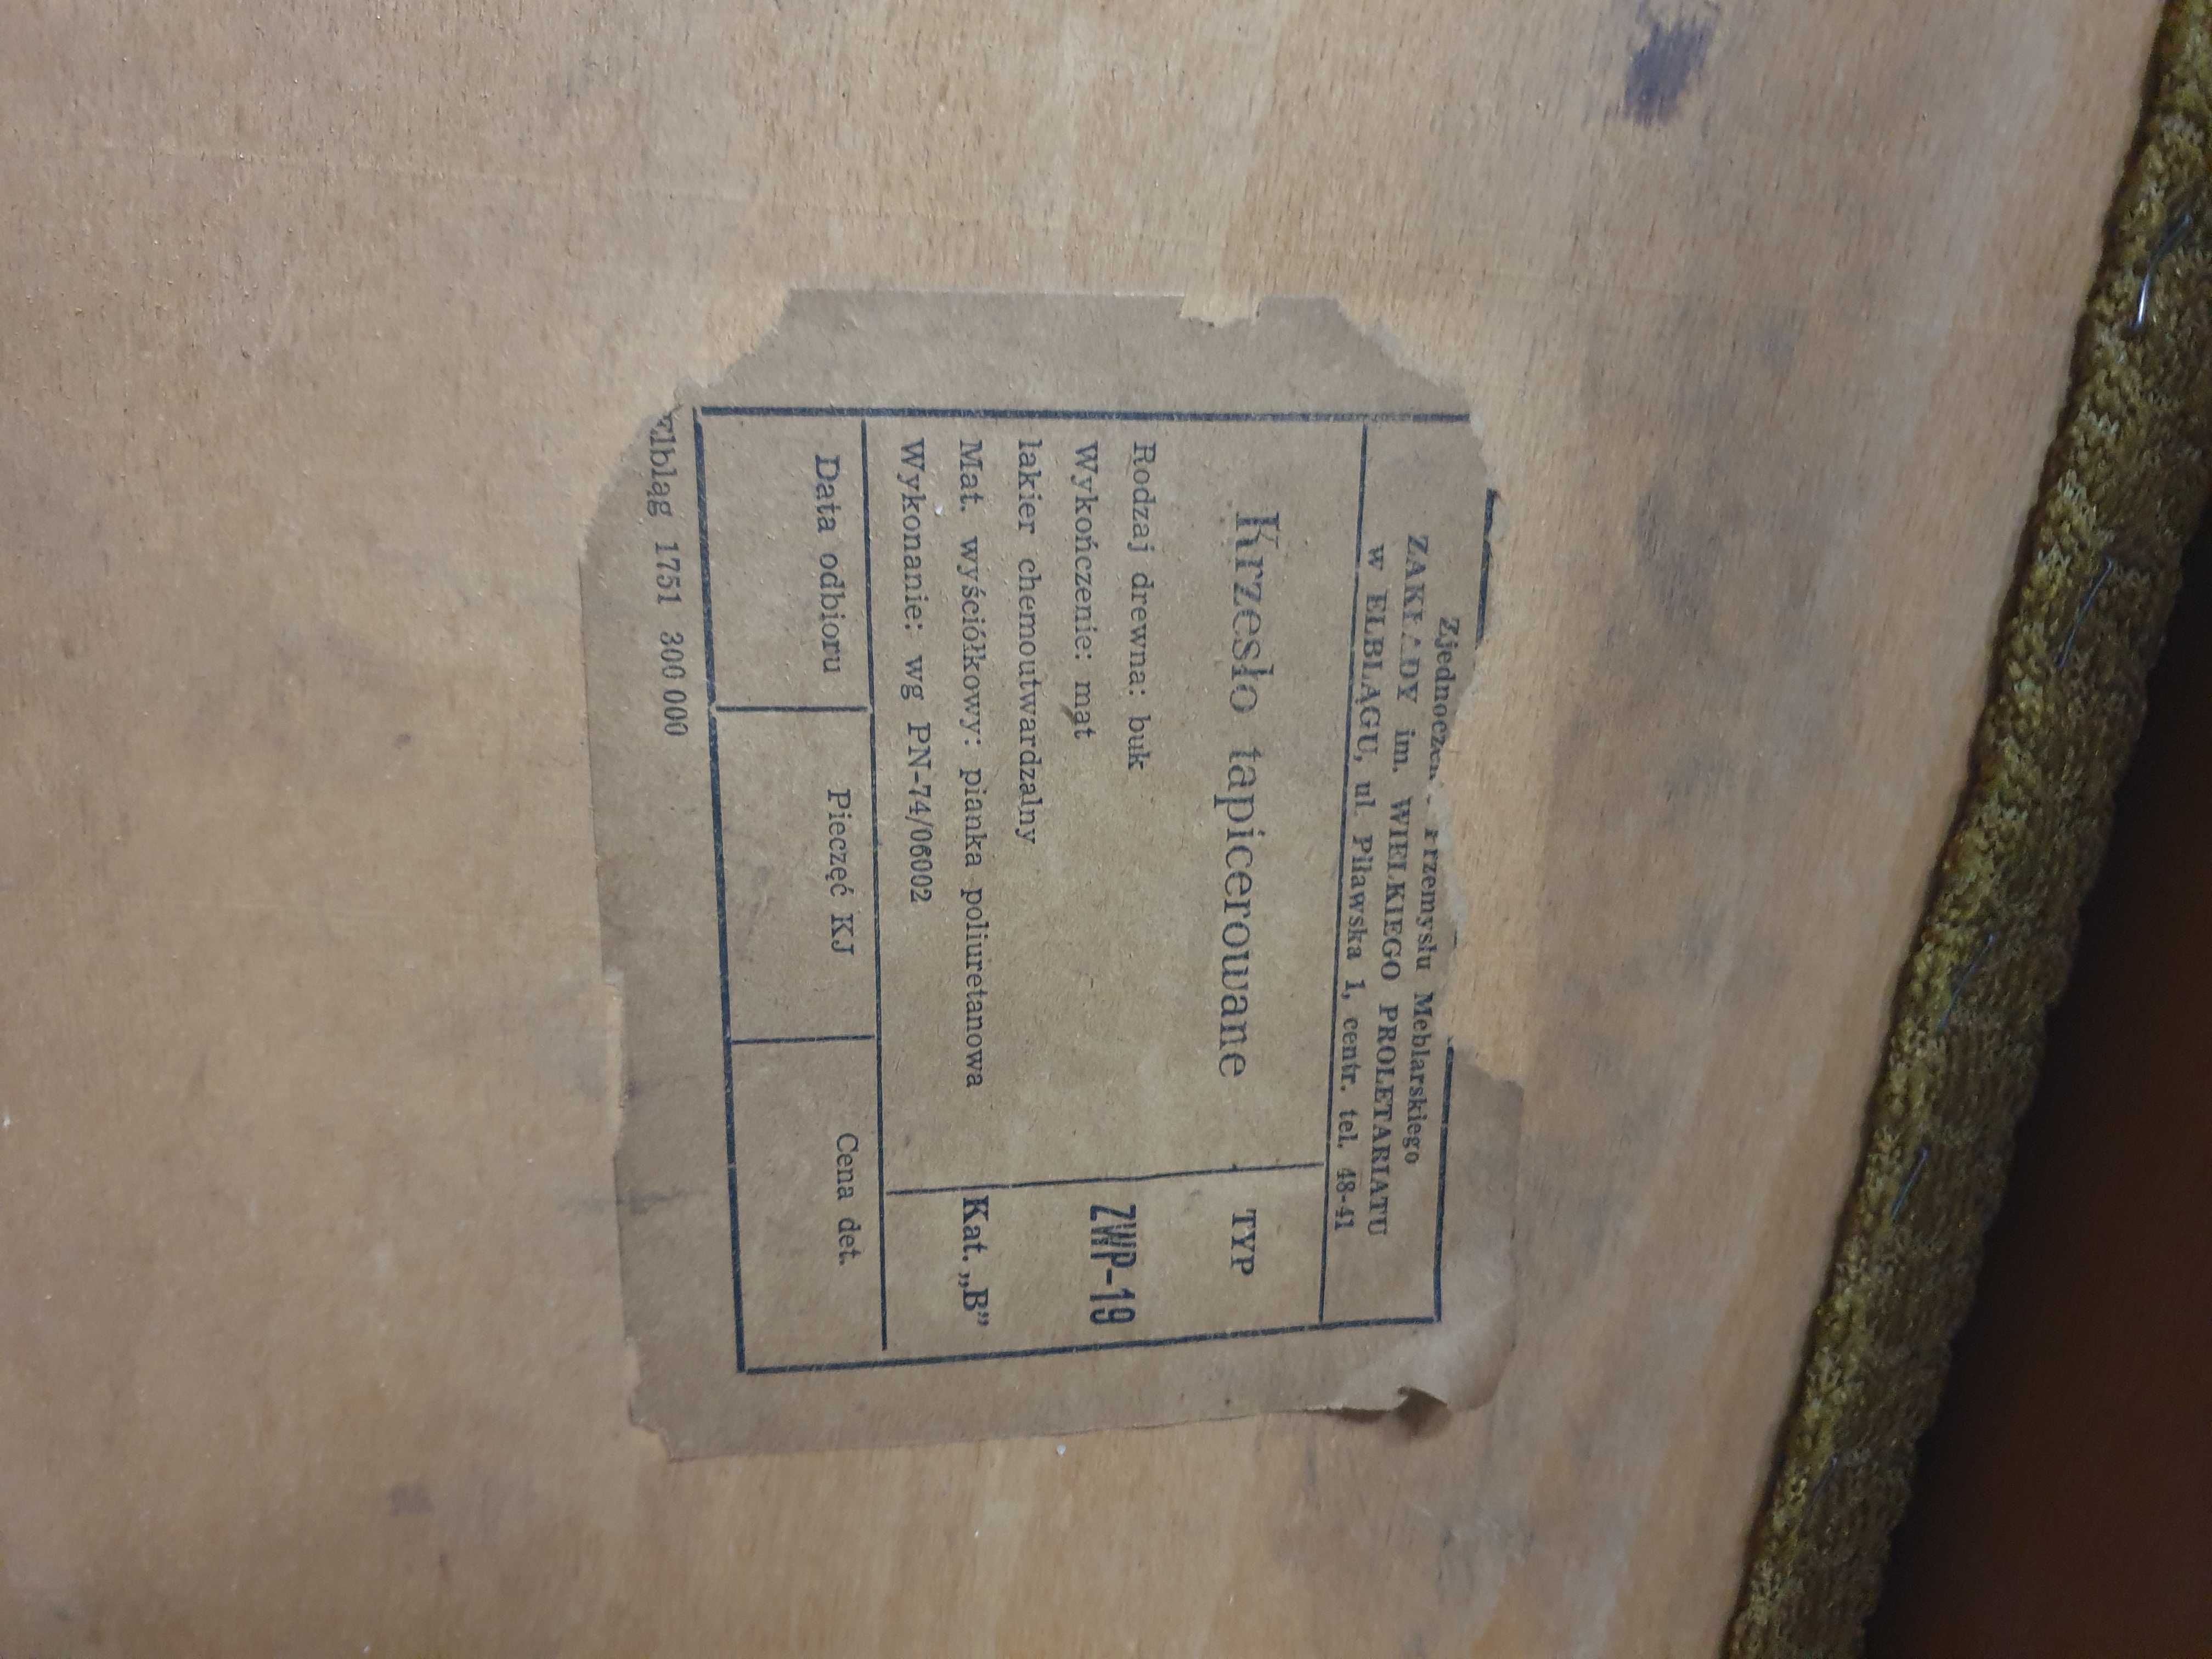 Zjednoczen Przemysłu Meblarskiego
ZAKŁADY im. WIELKIEGO PROLETARIATU
w ELBLĄGU, ul. Piławska 1, centr. tel. 48-41
Krzesło tapicerowane
TYP
Rodzaj drewna: buk
Wykończenie: mat
ZWP-19
lakier chemoutwardzalny
Mat. wyściółkowy: pianka poliuretanowa
Kat. „B”
Wykonanie: wg PN-74/06002
Data odbioru
Pieczęć KJ
Cena det.
Elbląg 1751 300 000